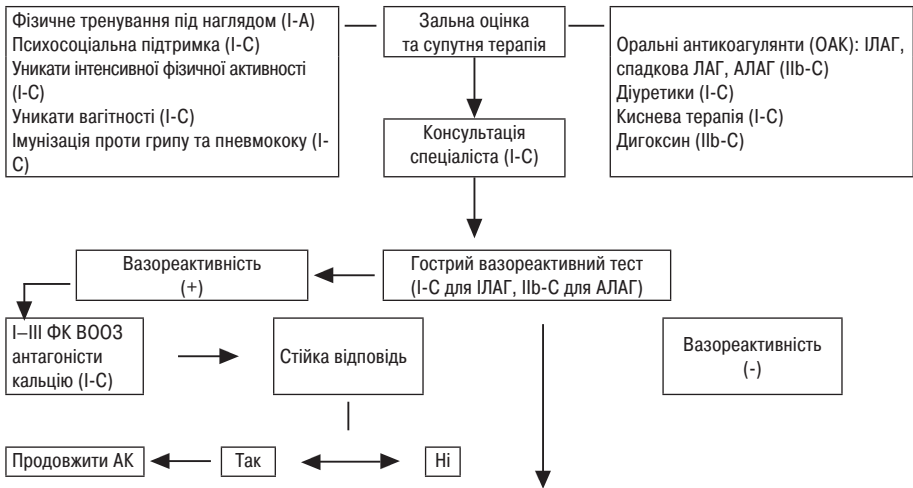 Фізичне тренування під наглядом (I-A)
Психосоціальна підтримка (I-C)
Уникати інтенсивної фізичної активності
(I-C)
Уникати вагітності (I-C)
Імунізація проти грипу та пневмококу (I-
C)
Зальна оцінка
та супутня терапія
Оральні антикоагулянти (ОАК): ІЛАГ,
спадкова ЛАГ, АЛАГ (IIb-C)
Діуретики (I-C)
Киснева терапія (I-C)
Дигоксин (IIb-C)
Консультація
спеціаліста (I-C)
Вазореактивність
(+)
Гострий вазореактивний тест
(I-C для ІЛАГ, IIb-C для АЛАГ)
I–III ФК ВООЗ
антагоністи
кальцію (I-C)
Стійка відповідь
Вазореактивність
(-)
Продовжити АК
Так
Ні